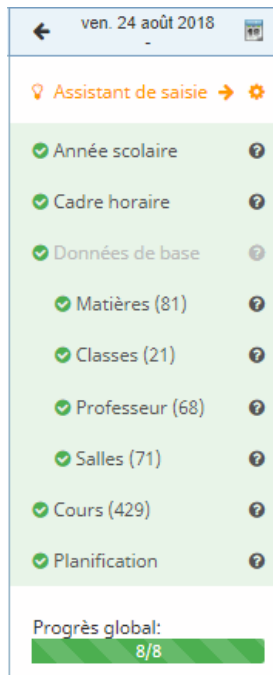 ven. 24 août 2018
-
Assistant de saisie
Année scolaire
Cadre horaire
Données de base
Matières (81)
Classes (21)
Professeur (68)
Salles (71)
Cours (429)
Planification
Progrès global:
8/8